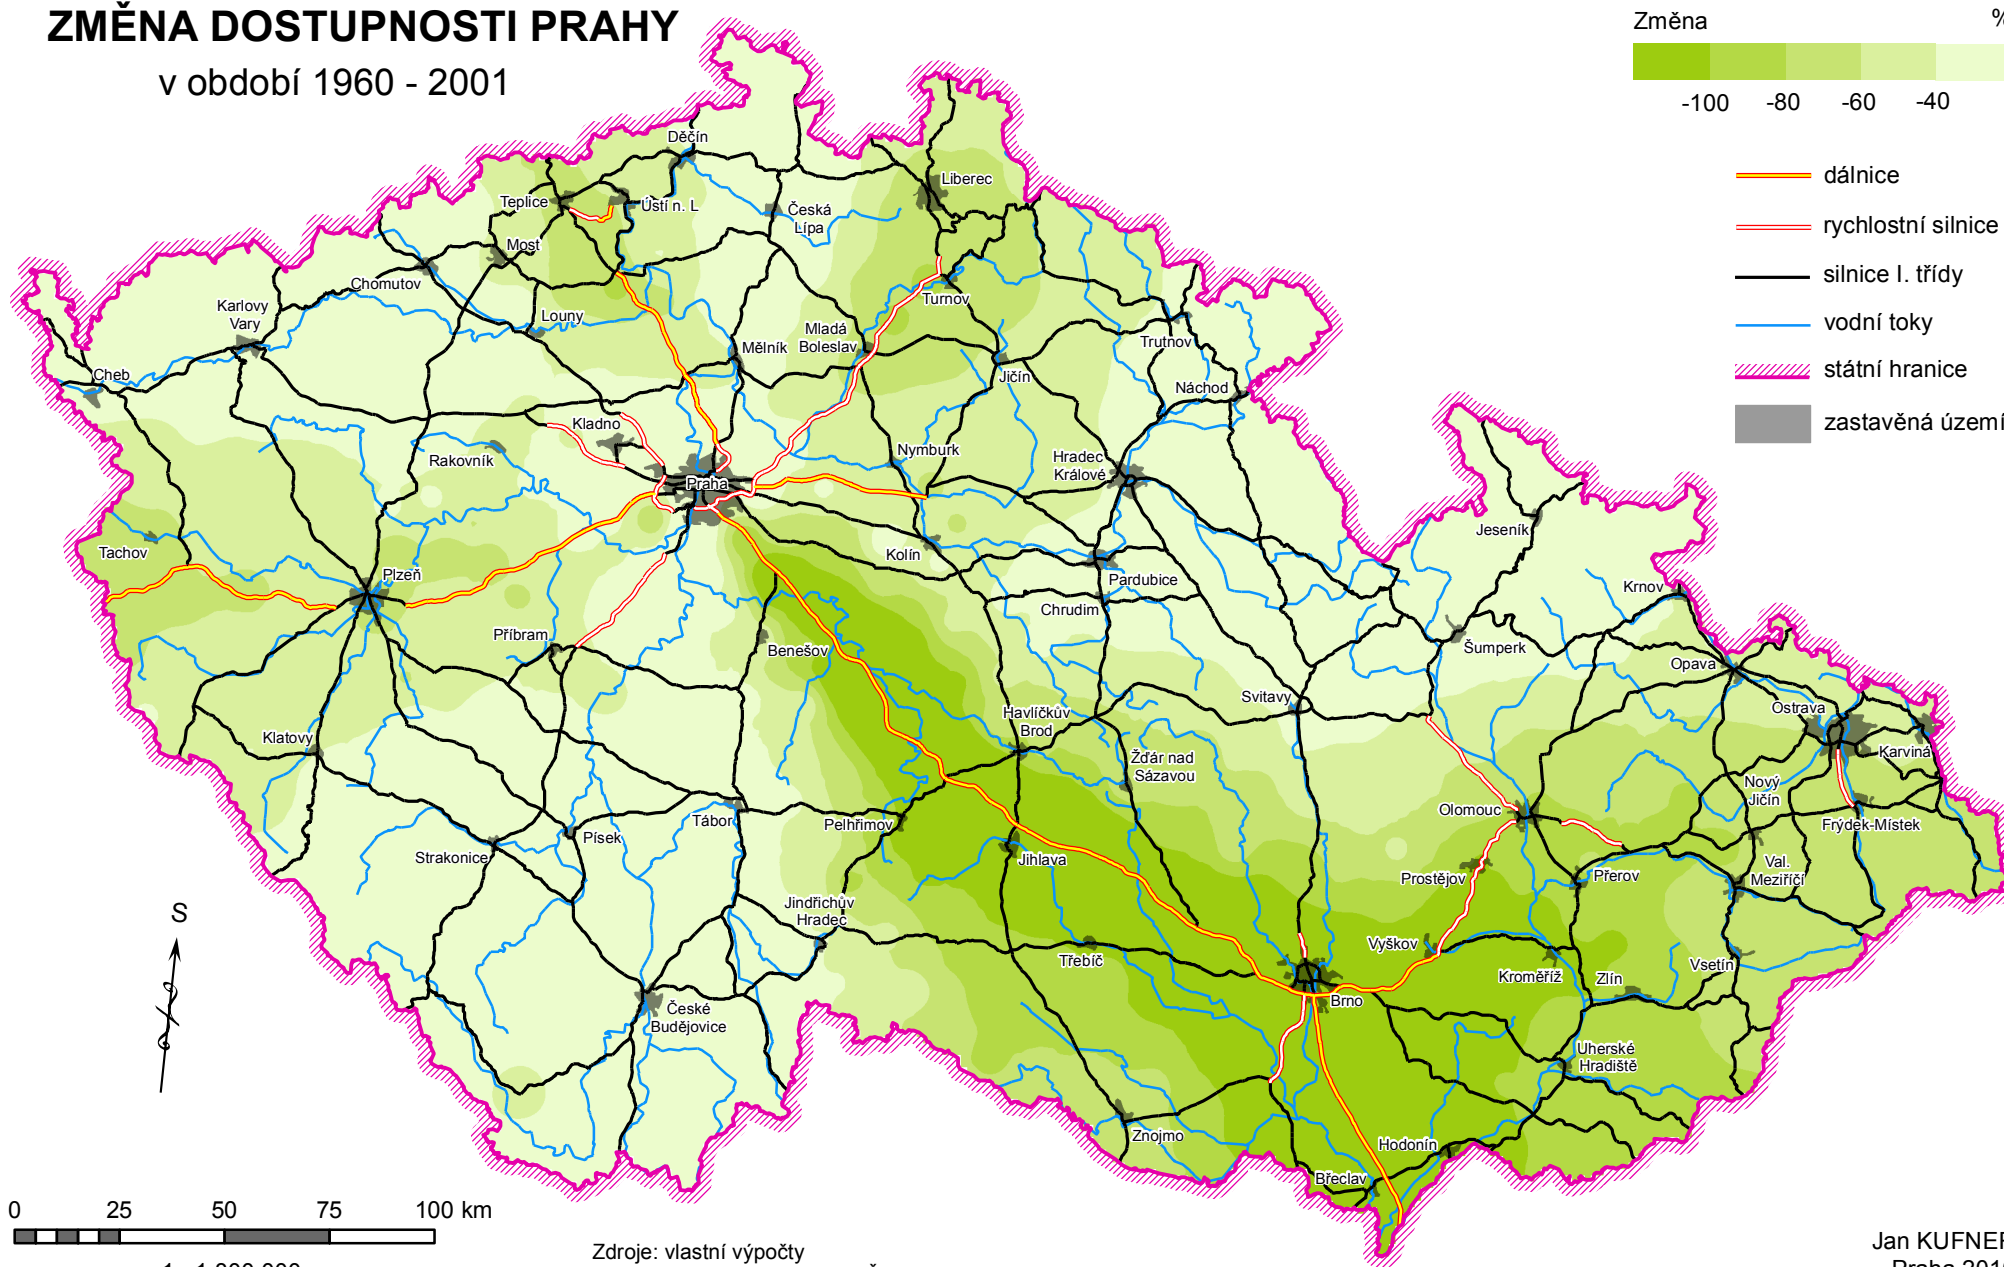 ZMĚNA DOSTUPNOSTI PRAHY
v období 1960 - 2001
Změna %
-100 -80 -60 -40
dálnice
rychlostní silnice
silnice I. třídy
vodní toky
státní hranice
zastavěná území
Děčín
Liberec
Teplice
Ústí n. L
Česká
Lípa
Most
Chomutov
Karlovy
Vary
Louny
Turnov
Mladá
Boleslav
Mělník
Trutnov
Cheb
Jičín
Náchod
Kladno
Rakovník
Nymburk
Hradec
Králové
Praha
Jeseník
Tachov
Kolín
Plzeň
Pardubice
Krnov
Chrudim
Příbram
Benešov
Šumperk
Opava
Svitavy
Havlíčkův
Brod
Ostrava
Klatovy
Karviná
Žďár nad
Sázavou
Nový
Jičín
Olomouc
Tábor
Pelhřimov
Frýdek-Místek
Písek
Strakonice
Jihlava
Val.
Meziříčí
Prostějov
Přerov
Jindřichův
Hradec
S
Vyškov
Třebíč
Kroměříž
Zlín
Vsetín
Brno
České
Budějovice
Uherské
Hradiště
Znojmo
Hodonín
Břeclav
0 25 50 75 100 km
Zdroje: vlastní výpočty
Jan KUFNER